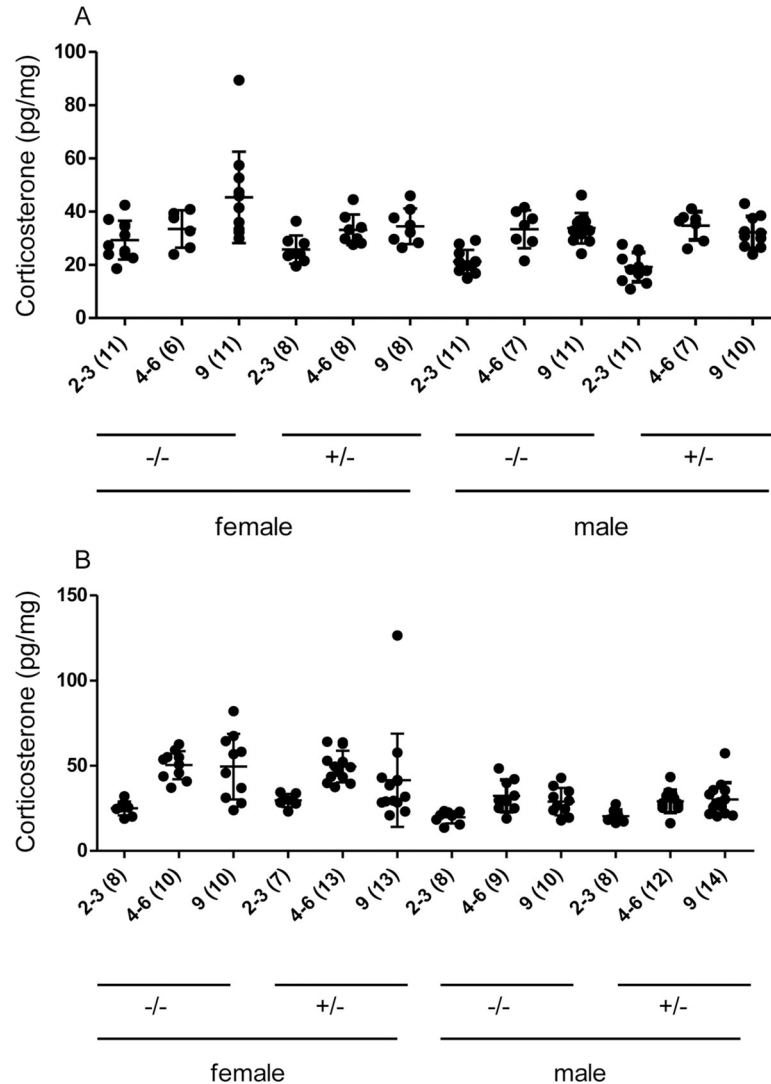 A
Corticosterone (pg/mg)
100
80
60
40
20
0
2-3 (11) 4-6 (6) 9 (11) 2-3 (8) 4-6 (8) 9 (8) 2-3 (11) 4-6 (7) 9 (11) 2-3 (11) 4-6 (7) 9 (10)
-/- +/- -/- +/-
female male
B
Corticosterone (pg/mg)
150
100
50
0
2-3 (8) 4-6 (10) 9 (10) 2-3 (7) 4-6 (13) 9 (13) 2-3 (8) 4-6 (9) 9 (10) 2-3 (8) 4-6 (12) 9 (14)
-/- +/- -/- +/-
female male